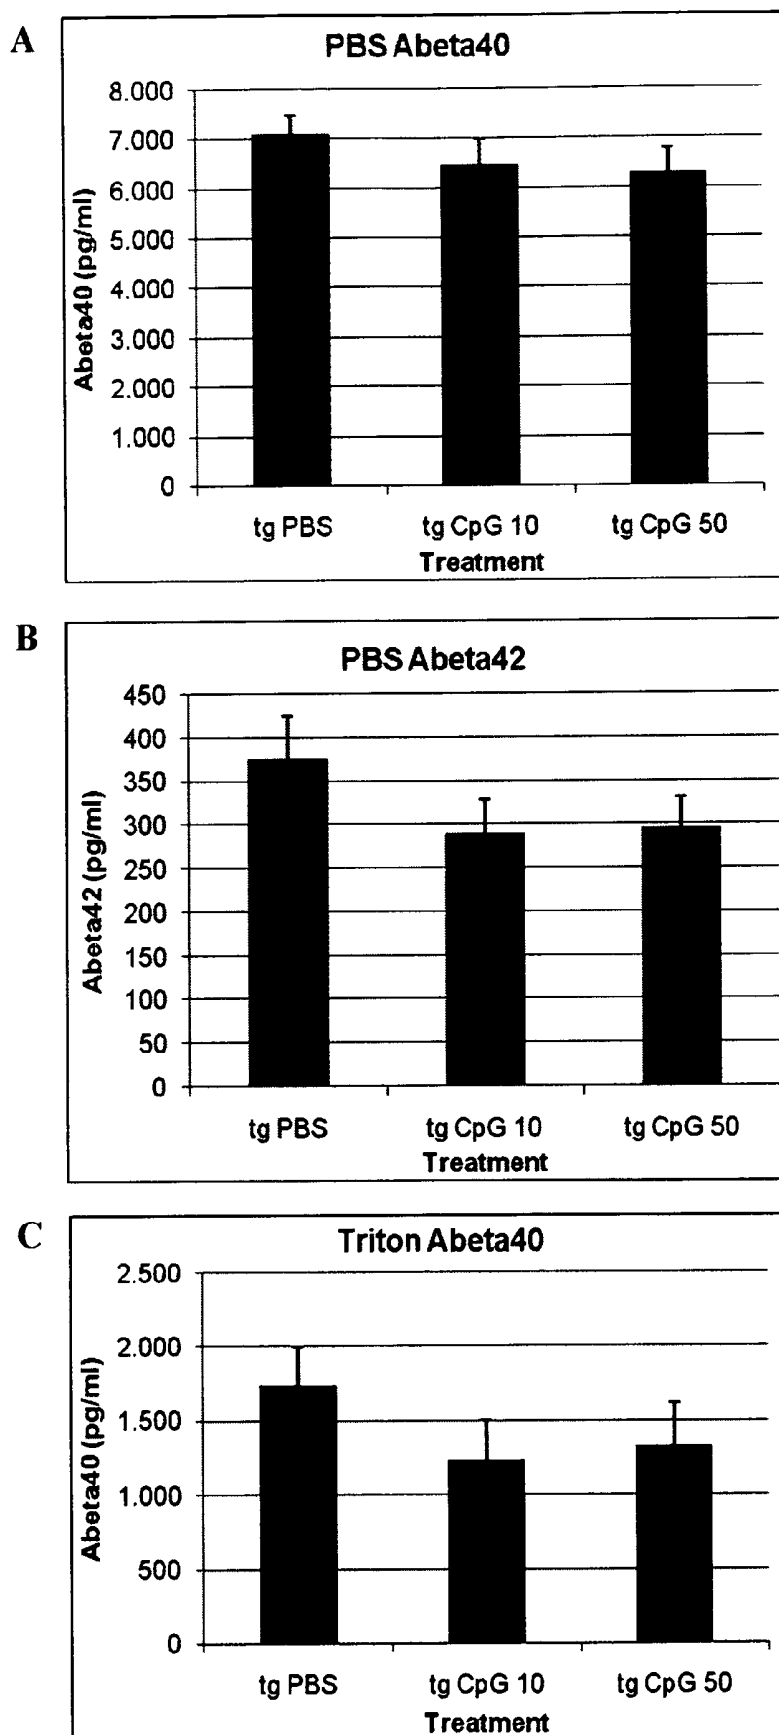 A
PBS Abeta40
8.000
7.000
6.000
5.000
4.000
3.000
2.000
1.000
0
Abeta40 (pg/ml)
tg PBS tg CpG 10 tg CpG 50
Treatment
B
PBS Abeta42
450
400
350
300
250
200
150
100
50
0
Abeta42 (pg/ml)
tg PBS tg CpG 10 tg CpG 50
Treatment
C
Triton Abeta40
2.500
2.000
1.500
1.000
500
0
Abeta40 (pg/ml)
tg PBS tg CpG 10 tg CpG 50
Treatment